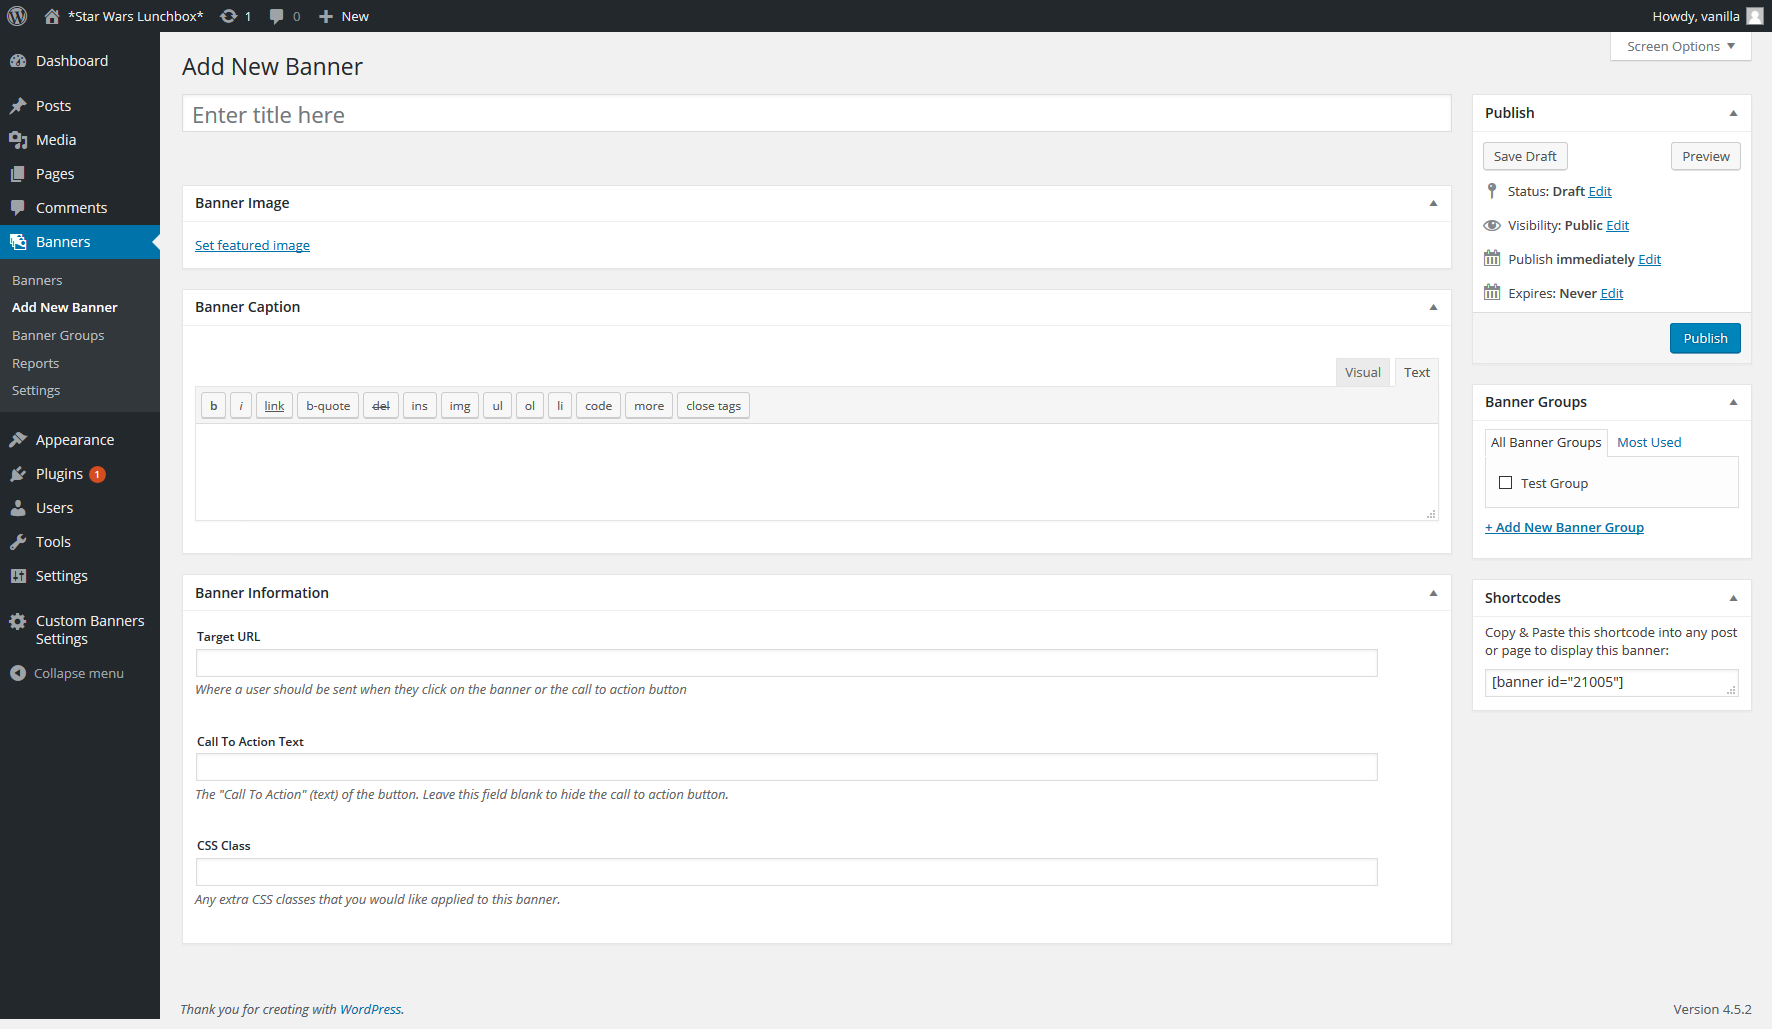 *Star Wars Lunchbox* 1 0 New Howdy, vanilla
Screen Options
Dashboard
Posts
Media
Pages
Comments
Banners
Banners
Add New Banner
Banner Groups
Reports
Settings
Appearance
Plugins 1
Users
Tools
Settings
Custom Banners
Settings
Collapse menu
Add New Banner
Enter title here
Banner Image
Set featured image
Banner Caption
Visual Text
b i link b-quote del ins img ul ol li code more close tags
Banner Information
Target URL
Where a user should be sent when they click on the banner or the call to action button
Call To Action Text
The "Call To Action" (text) of the button. Leave this field blank to hide the call to action button.
CSS Class
Any extra CSS classes that you would like applied to this banner.
Publish
Save Draft Preview
Status: Draft Edit
Visibility: Public Edit
Publish immediately Edit
Expires: Never Edit
Publish
Banner Groups
All Banner Groups Most Used
Test Group
+ Add New Banner Group
Shortcodes
Copy & Paste this shortcode into any post
or page to display this banner:
[banner id="21005"]
Thank you for creating with WordPress.
Version 4.5.2